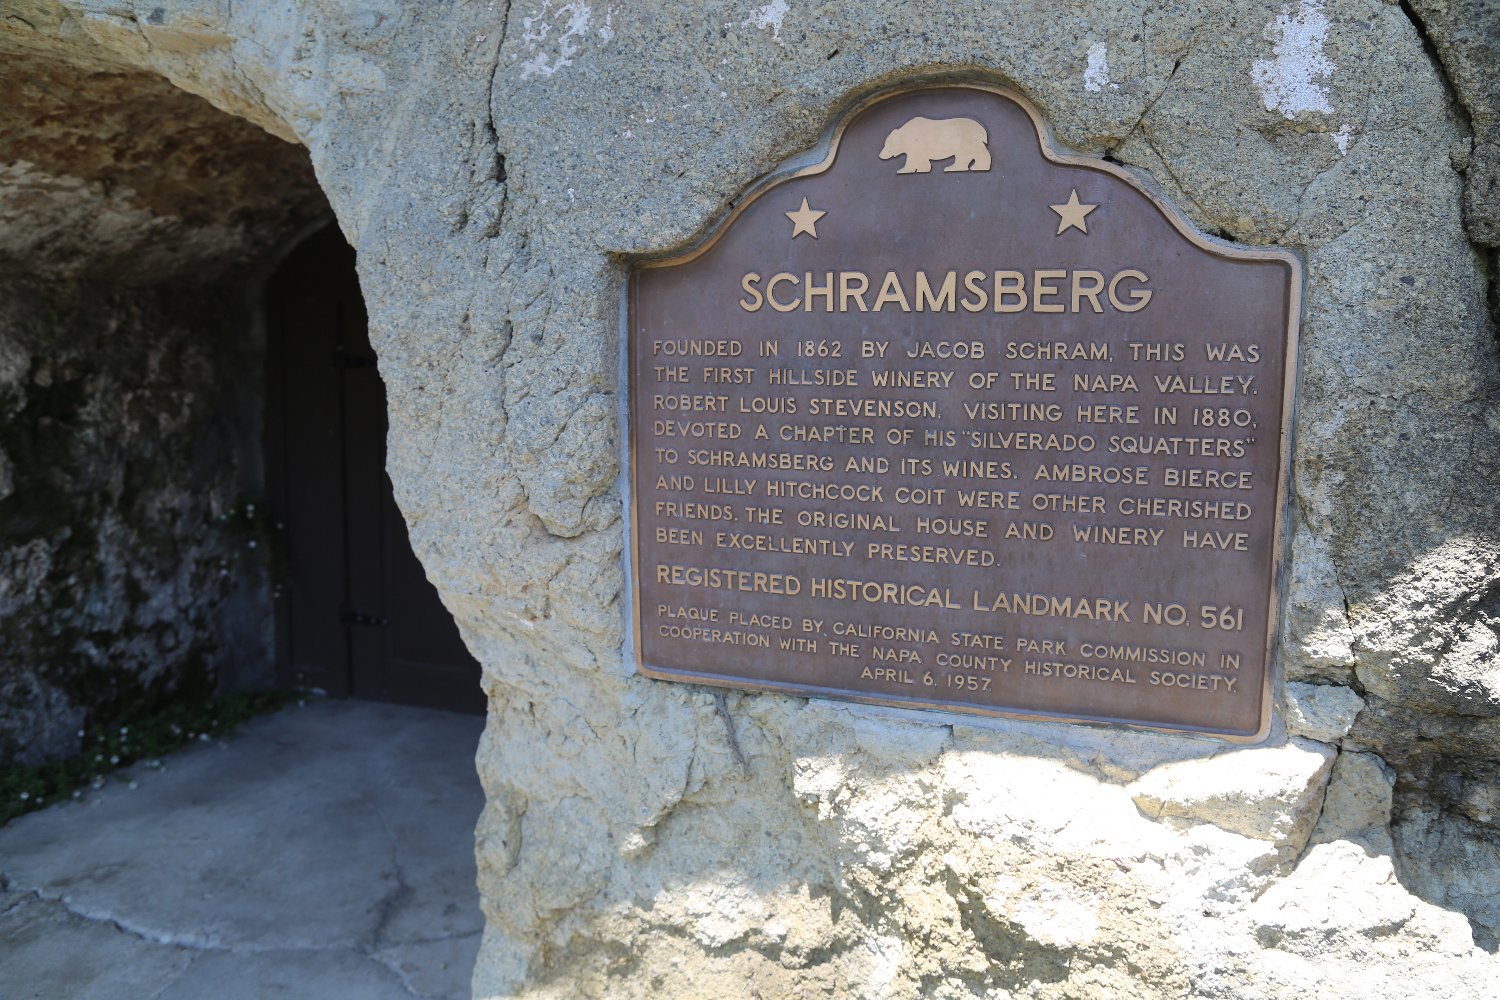 SCHRAMSBERG
FOUNDED IN 1862 BY JACOB SCHRAM, THIS WAS
THE FIRST HILLSIDE WINERY OF THE NAPA VALLEY.
ROBERT LOUIS STEVENSON, VISITING HERE IN 1880,
DEVOTED A CHAPTER OF HIS "SILVERADO SQUATTERS"
TO SCHRAMSBERG AND ITS WINES. AMBROSE BIERCE
AND LILLY HITCHCOCK COIT WERE OTHER CHERISHED
FRIENDS. THE ORIGINAL HOUSE AND WINERY HAVE
BEEN EXCELLENTLY PRESERVED.
REGISTERED HISTORICAL LANDMARK NO. 561
PLAQUE PLACED BY CALIFORNIA STATE PARK COMMISSION IN
COOPERATION WITH THE NAPA COUNTY HISTORICAL SOCIETY,
APRIL 6, 1957.